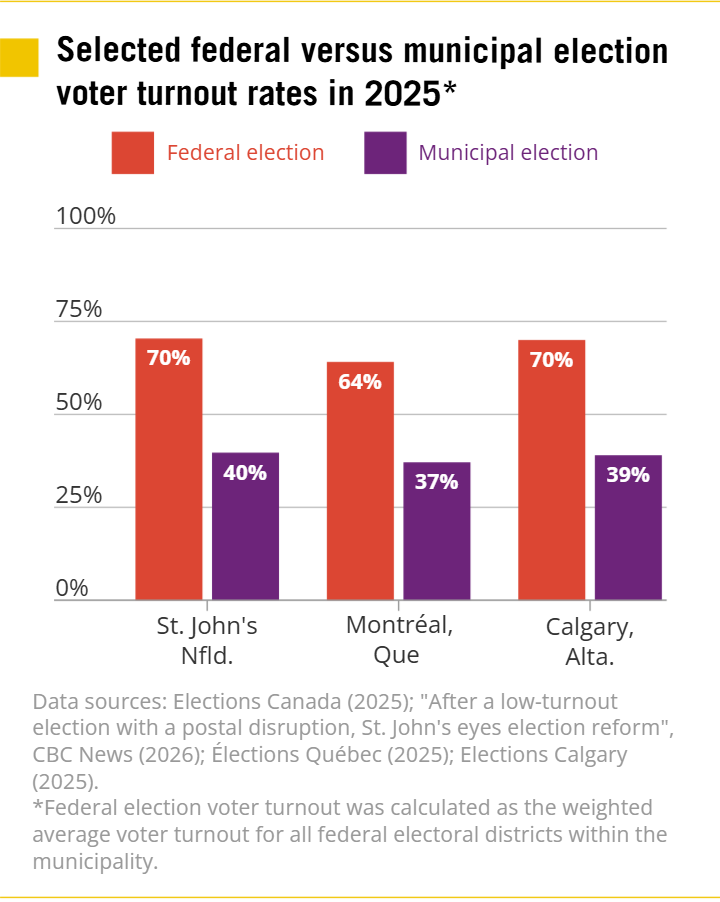 Selected federal versus municipal election
voter turnout rates in 2025*
Federal election
Municipal election
100%
75%
50%
25%
0%
70%
40%
64%
37%
70%
39%
St. John's
Nfld.
Montréal,
Que
Calgary,
Alta.
Data sources: Elections Canada (2025); "After a low-turnout
election with a postal disruption, St. John's eyes election reform",
CBC News (2026); Élections Québec (2025); Elections Calgary
(2025).
*Federal election voter turnout was calculated as the weighted
average voter turnout for all federal electoral districts within the
municipality.